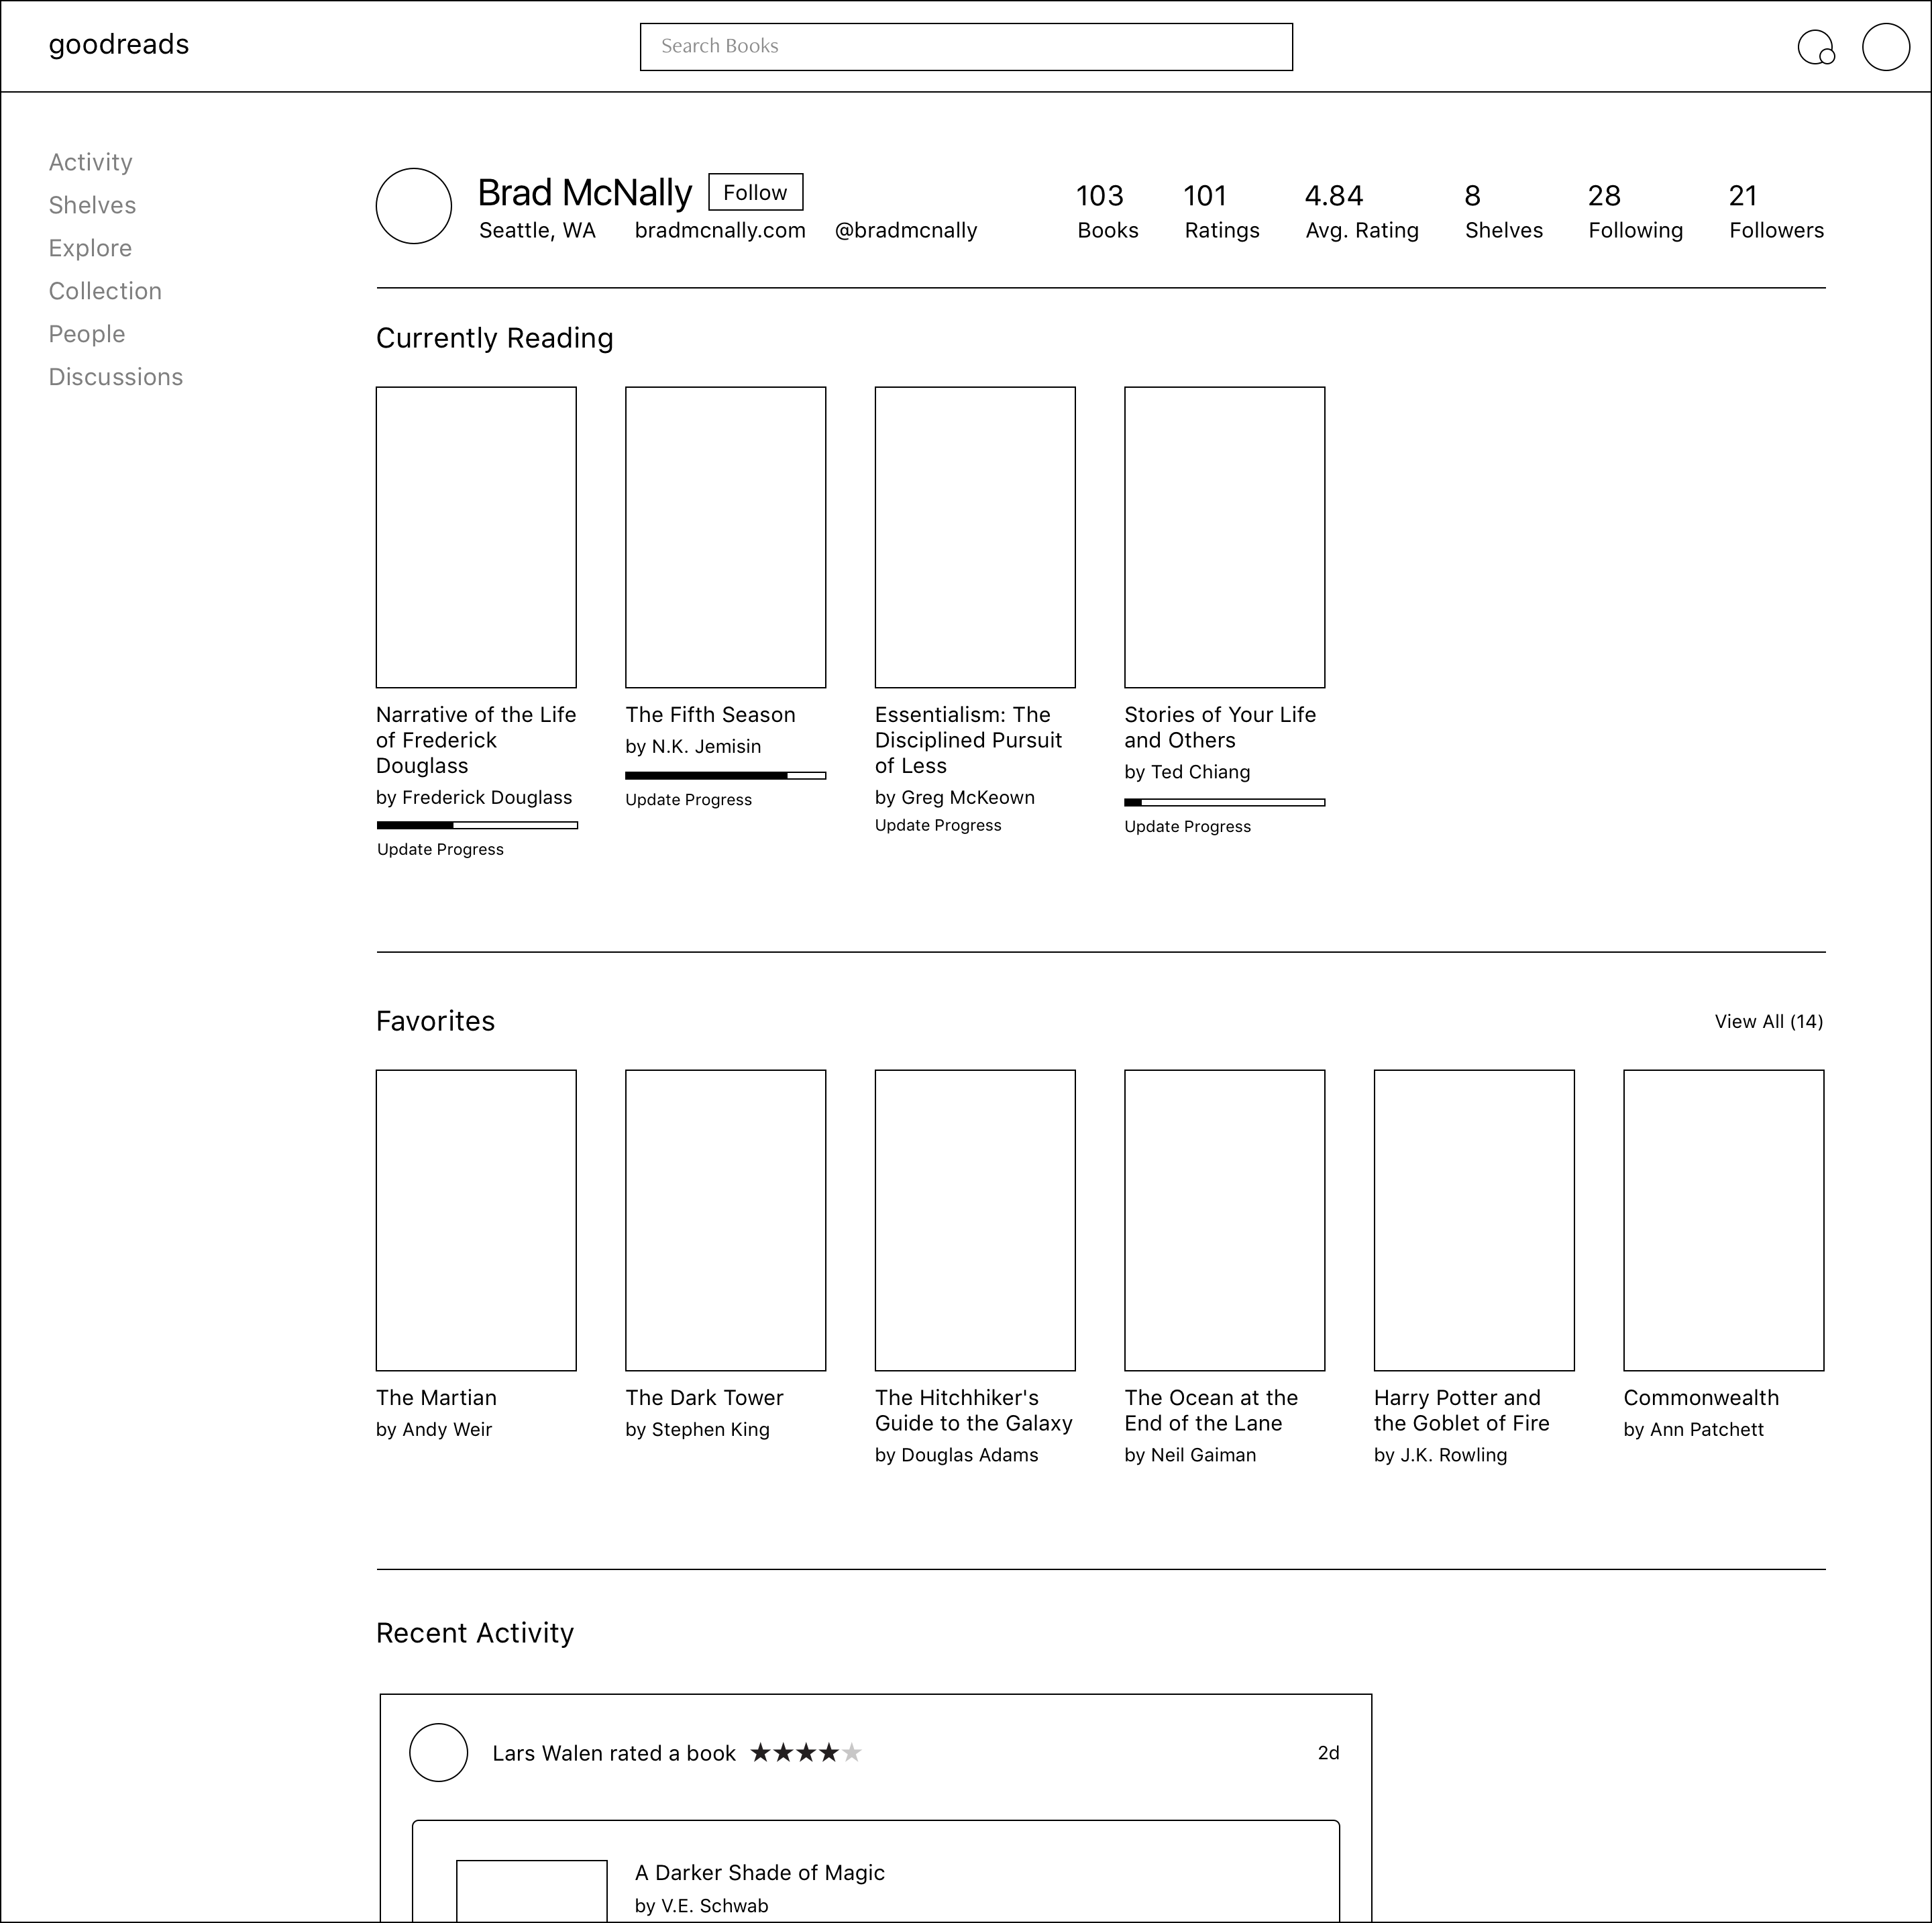 goodreads
Search Books
Activity
Shelves
Explore
Collection
People
Discussions
Brad McNally
Follow
Seattle, WA
bradmcnally.com
@bradmcnally
103
Books
101
Ratings
4.84
Avg. Rating
8
Shelves
28
Following
21
Followers
Currently Reading
Narrative of the Life
of Frederick
Douglass
by Frederick Douglass
Update Progress
The Fifth Season
by N.K. Jemisin
Update Progress
Essentialism: The
Disciplined Pursuit
of Less
by Greg McKeown
Update Progress
Stories of Your Life
and Others
by Ted Chiang
Update Progress
Favorites
View All (14)
The Martian
by Andy Weir
The Dark Tower
by Stephen King
The Hitchhiker's
Guide to the Galaxy
by Douglas Adams
The Ocean at the
End of the Lane
by Neil Gaiman
Harry Potter and
the Goblet of Fire
by J.K. Rowling
Commonwealth
by Ann Patchett
Recent Activity
Lars Walen rated a book
2d
A Darker Shade of Magic
by V.E. Schwab